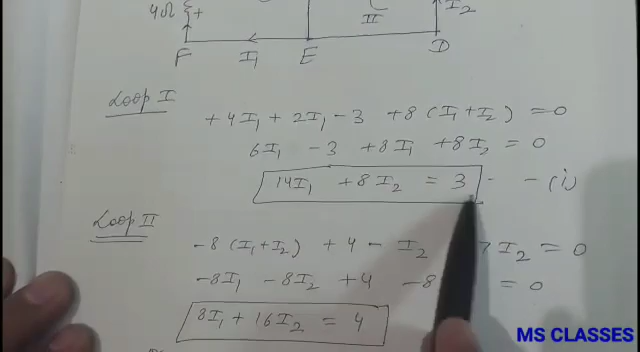 4Ω +
II
I₂
F I₁ E D
Loop I
+4I₁ + 2I₁ - 3 + 8(I₁+I₂) = 0
6I₁ - 3 + 8I₁ + 8I₂ = 0
14I₁ + 8I₂ = 3 - - (i)
Loop II
-8(I₁+I₂) + 4 - I₂ 7I₂ = 0
-8I₁ - 8I₂ + 4 - 8 = 0
8I₁ + 16I₂ = 4
MS CLASSES